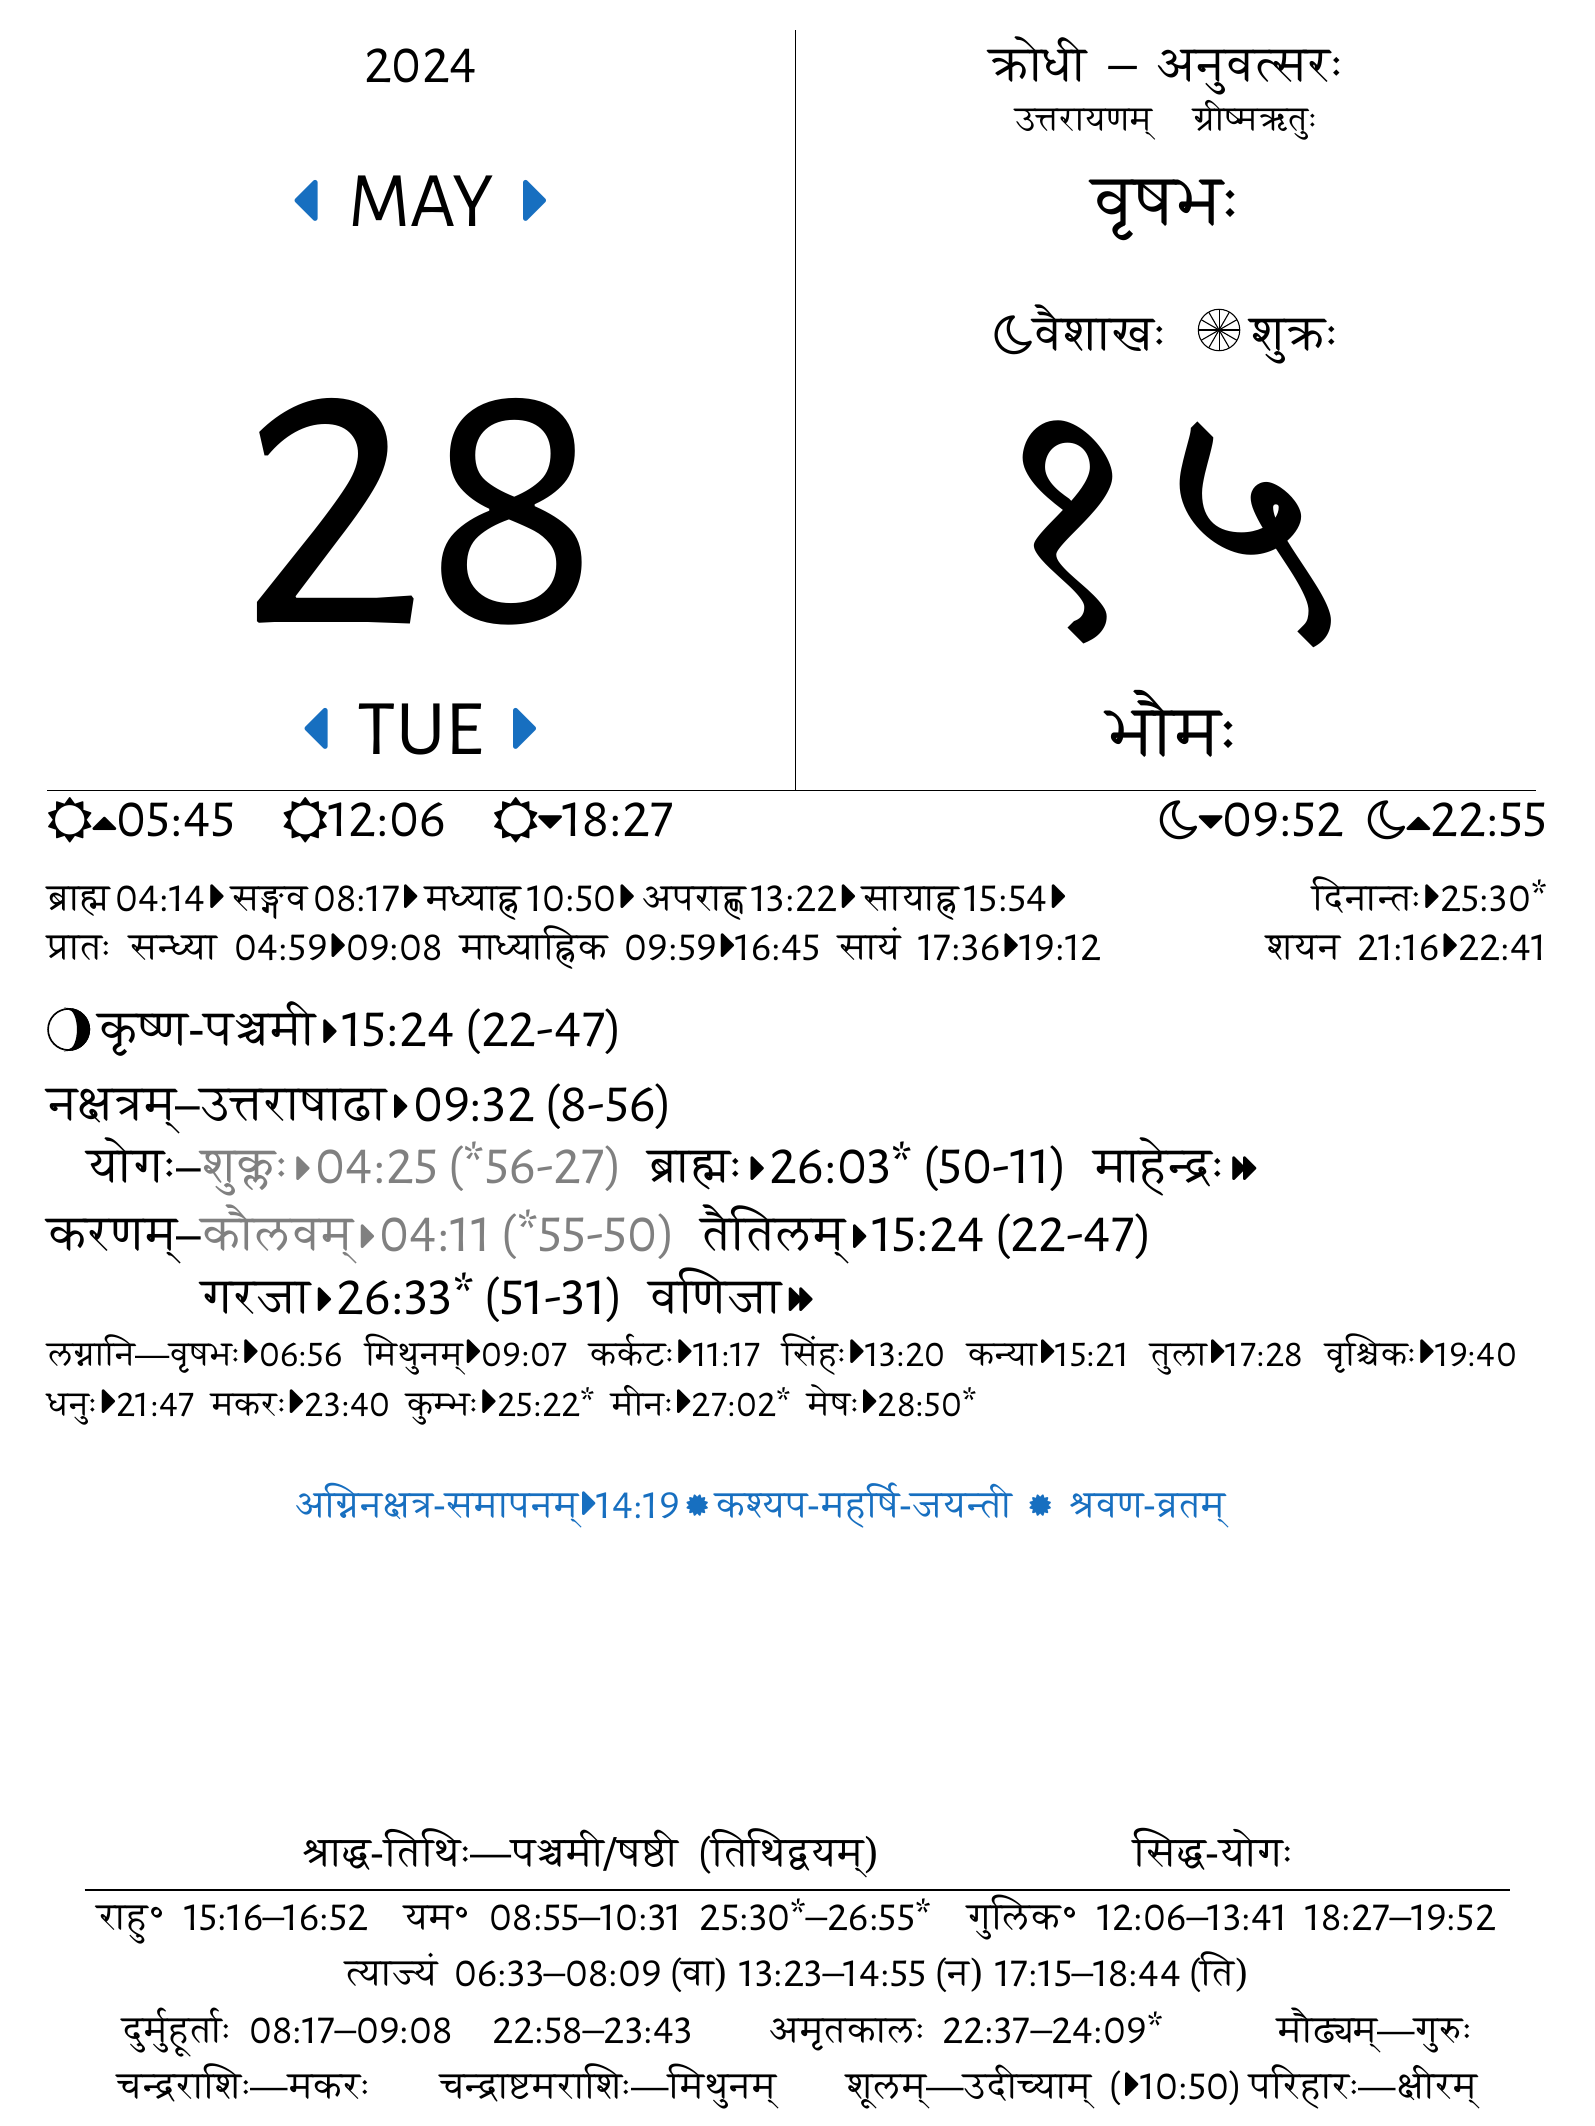 2024
MAY
28
TUE
क्रोधी – अनुवत्सरः
उत्तरायणम् ग्रीष्मऋतुः
वृषभः
वैशाखः शुक्रः
१५
भौमः
05:45 12:06 18:27 09:52 22:55
ब्राह्म 04:14 सङ्गव 08:17 मध्याह्न 10:50 अपराह्ण 13:22 सायाह्न 15:54 दिनान्तः 25:30*
प्रातः सन्ध्या 04:59 09:08 माध्याह्निक 09:59 16:45 सायं 17:36 19:12 शयन 21:16 22:41
कृष्ण-पञ्चमी 15:24 (22-47)
नक्षत्रम्–उत्तराषाढा 09:32 (8-56)
योगः–शुक्लः 04:25 (*56-27) ब्राह्मः 26:03* (50-11) माहेन्द्रः
करणम्–कौलवम् 04:11 (*55-50) तैतिलम् 15:24 (22-47)
गरजा 26:33* (51-31) वणिजा
लग्नानि—वृषभः 06:56 मिथुनम् 09:07 कर्कटः 11:17 सिंहः 13:20 कन्या 15:21 तुला 17:28 वृश्चिकः 19:40
धनुः 21:47 मकरः 23:40 कुम्भः 25:22* मीनः 27:02* मेषः 28:50*
अग्निनक्षत्र-समापनम् 14:19 कश्यप-महर्षि-जयन्ती श्रवण-व्रतम्
श्राद्ध-तिथिः—पञ्चमी/षष्ठी (तिथिद्वयम्) सिद्ध-योगः
राहु॰ 15:16–16:52 यम॰ 08:55–10:31 25:30*–26:55* गुलिक॰ 12:06–13:41 18:27–19:52
त्याज्यं 06:33–08:09 (वा) 13:23–14:55 (न) 17:15–18:44 (ति)
दुर्मुहूर्ताः 08:17–09:08 22:58–23:43 अमृतकालः 22:37–24:09* मौढ्यम्—गुरुः
चन्द्रराशिः—मकरः चन्द्राष्टमराशिः—मिथुनम् शूलम्—उदीच्याम् (10:50) परिहारः—क्षीरम्